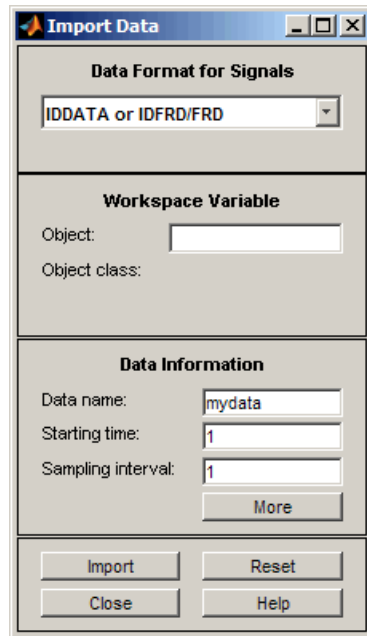 Import Data
Data Format for Signals
IDDATA or IDFRD/FRD
Workspace Variable
Object:
Object class:
Data Information
Data name: mydata
Starting time: 1
Sampling interval: 1
More
Import Reset
Close Help